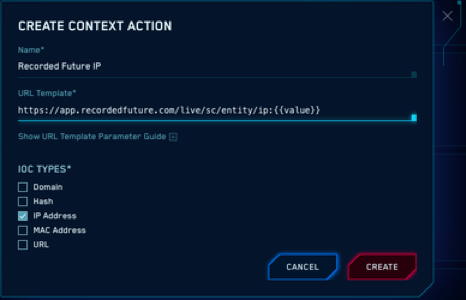 CREATE CONTEXT ACTION
Name*
Recorded Future IP
URL Template*
https://app.recordedfuture.com/live/sc/entity/ip:{{value}}
Show URL Template Parameter Guide
IOC TYPES*
Domain
Hash
IP Address
MAC Address
URL
CANCEL CREATE